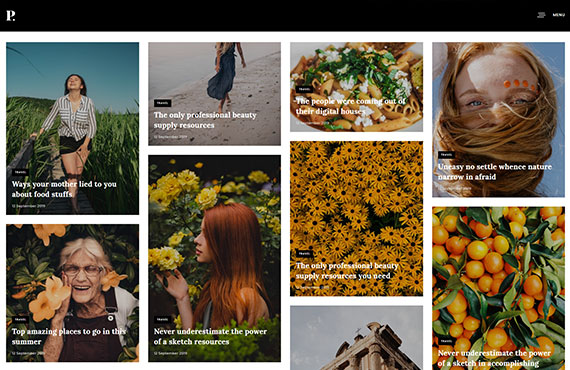 P.
MENU
TRAVEL
Ways your mother lied to you
about food stuffs
12 September 2019
TRAVEL
The only professional beauty
supply resources
12 September 2019
TRAVEL
The people were coming out of
their digital houses
12 September 2019
TRAVEL
Uneasy no settle whence nature
narrow in afraid
12 September 2019
TRAVEL
Top amazing places to go in this
summer
12 September 2019
TRAVEL
Never underestimate the power
of a sketch resources
12 September 2019
TRAVEL
The only professional beauty
supply resources you need
12 September 2019
TRAVEL
Never underestimate the power
of a sketch in accomplishing